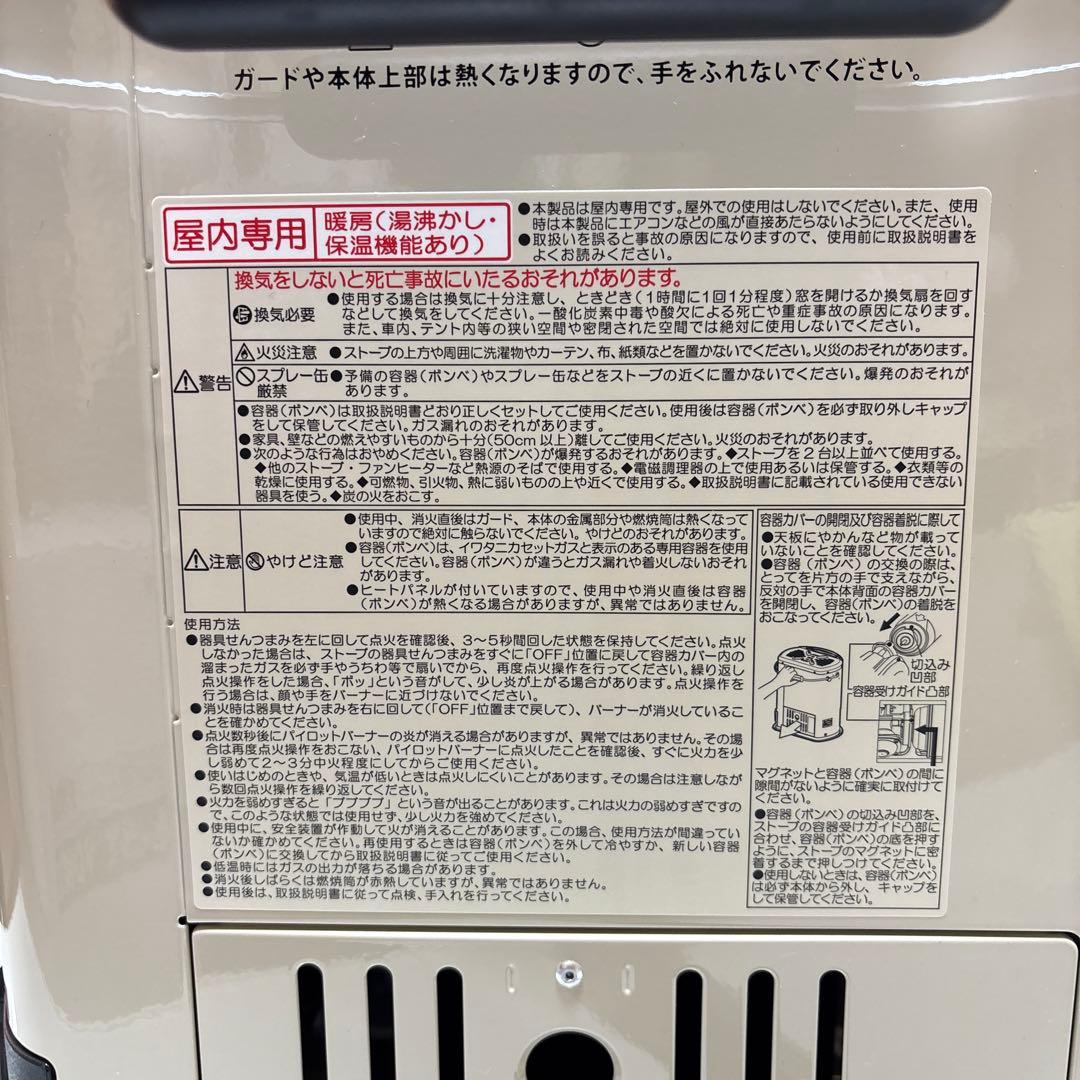 ガードや本体上部は熱くなりますので、手をふれないでください。
屋内専用
暖房(湯沸かし・
保温機能あり)
●本製品は屋内専用です。屋外での使用はしないでください。また、使用
時は本製品にエアコンなどの風が直接あたらないようにしてください。
●取扱いを誤ると事故の原因になりますので、使用前に取扱説明書を
よくお読みください。
⚠警告
換気をしないと死亡事故にいたるおそれがあります。
換気必要
●使用する場合は換気に十分注意し、ときどき(1時間に1回1分程度)窓を開けるか換気扇を回す
などして換気をしてください。一酸化炭素中毒や酸欠による死亡や重症事故の原因になります。
また、車内、テント内等の狭い空間や密閉された空間では絶対に使用しないでください。
火災注意
●ストーブの上方や周囲に洗濯物やカーテン、布、紙類などを置かないでください。火災のおそれがあります。
スプレー缶
厳禁
●予備の容器(ボンベ)やスプレー缶などをストーブの近くに置かないでください。爆発のおそれが
あります。
●容器(ボンベ)は取扱説明書どおり正しくセットしてご使用ください。使用後は容器(ボンベ)を必ず取り外しキャップ
をして保管してください。ガス漏れのおそれがあります。
●家具、壁などの燃えやすいものから十分(50cm以上)離してご使用ください。火災のおそれがあります。
●次のような行為はおやめください。容器(ボンベ)が爆発するおそれがあります。◆ストーブを2台以上並べて使用する。
◆他のストーブ・ファンヒーターなど熱源のそばで使用する。◆電磁調理器の上で使用あるいは保管する。◆衣類等の
乾燥に使用する。◆可燃物、引火物、熱に弱いものの上や近くで使用する。◆取扱説明書に記載されている使用できない
器具を使う。◆炭の火をおこす。
⚠注意
やけど注意
●使用中、消火直後はガード、本体の金属部分や燃焼筒は熱くなって
いますので絶対に触らないでください。やけどのおそれがあります。
●容器(ボンベ)は、イワタニカセットガスと表示のある専用容器を使用
してください。容器(ボンベ)が違うとガス漏れや着火しないおそれ
があります。
●ヒートパネルが付いていますので、使用中や消火直後は容器
(ボンベ)が熱くなる場合がありますが、異常ではありません。
使用方法
●器具せんつまみを左に回して点火を確認後、3〜5秒間回した状態を保持してください。点火
しなかった場合は、ストーブの器具せんつまみをすぐに「OFF」位置に戻して容器カバー内の
溜まったガスを必ず手やうちわ等で扇いでから、再度点火操作を行ってください。繰り返し
点火操作をした場合、「ボッ」という音がして、少し炎が上がる場合があります。点火操作を
行う場合は、顔や手をバーナーに近づけないでください。
●消火時は器具せんつまみを右に回して(「OFF」位置まで戻して)、バーナーが消火しているこ
とを確かめてください。
●点火数秒後にパイロットバーナーの炎が消える場合がありますが、異常ではありません。その場
合は再度点火操作をおこない、パイロットバーナーに点火したことを確認後、すぐに火力を少
し弱めて2〜3分中火程度にしてからご使用ください。
●使いはじめのときや、気温が低いときは点火しにくいことがあります。その場合は注意しなが
ら数回点火操作を繰り返してください。
●火力を弱めすぎると「ブブブブ」という音が出ることがあります。これは火力の弱めすぎですの
で、このような状態では使用せず、少し火力を強めてください。
●使用中に、安全装置が作動して火が消えることがあります。この場合、使用方法が間違ってい
ないか確かめてください。再使用するときは容器(ボンベ)を外して冷やすか、新しい容器
(ボンベ)に交換してから取扱説明書に従ってご使用ください。
●低温時にはガスの出力が落ちる場合があります。
●消火後しばらくは燃焼筒が赤熱していますが、異常ではありません。
●使用後は、取扱説明書に従って点検、手入れを行ってください。
容器カバーの開閉及び容器着脱に際して
●天板にやかんなど物が載って
いないことを確認してください。
●容器(ボンベ)の交換の際は、
とってを片方の手で支えながら、
反対の手で本体背面の容器カバー
を開閉し、容器(ボンベ)の着脱を
おこなってください。
切込み
凹部
容器受けガイド凸部
マグネットと容器(ボンベ)の間に
隙間がないように確実に取付けて
ください。
●容器(ボンベ)の切込み凹部を、
ストーブの容器受けガイド凸部に
合わせ、容器(ボンベ)の底を押す
ように、ストーブのマグネットに密
着するまで押しつけてください。
●使用しないときは、容器(ボンベ)
は必ず本体から外し、キャップを
して保管してください。